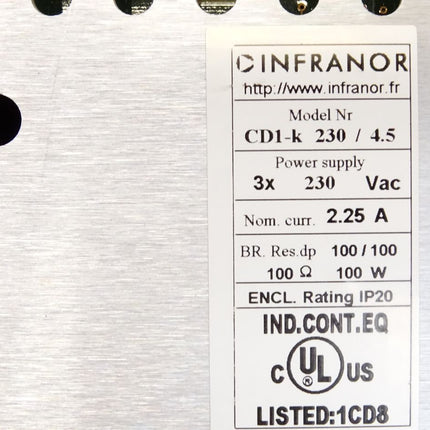 INFRANOR
http://www.infranor.fr
Model Nr
CD1-k 230 / 4.5
Power supply
3x 230 Vac
Nom. curr. 2.25 A
BR. Res.dp 100 / 100
100 Ω 100 W
ENCL. Rating IP20
IND.CONT.EQ
C UL ® US
LISTED:1CD8